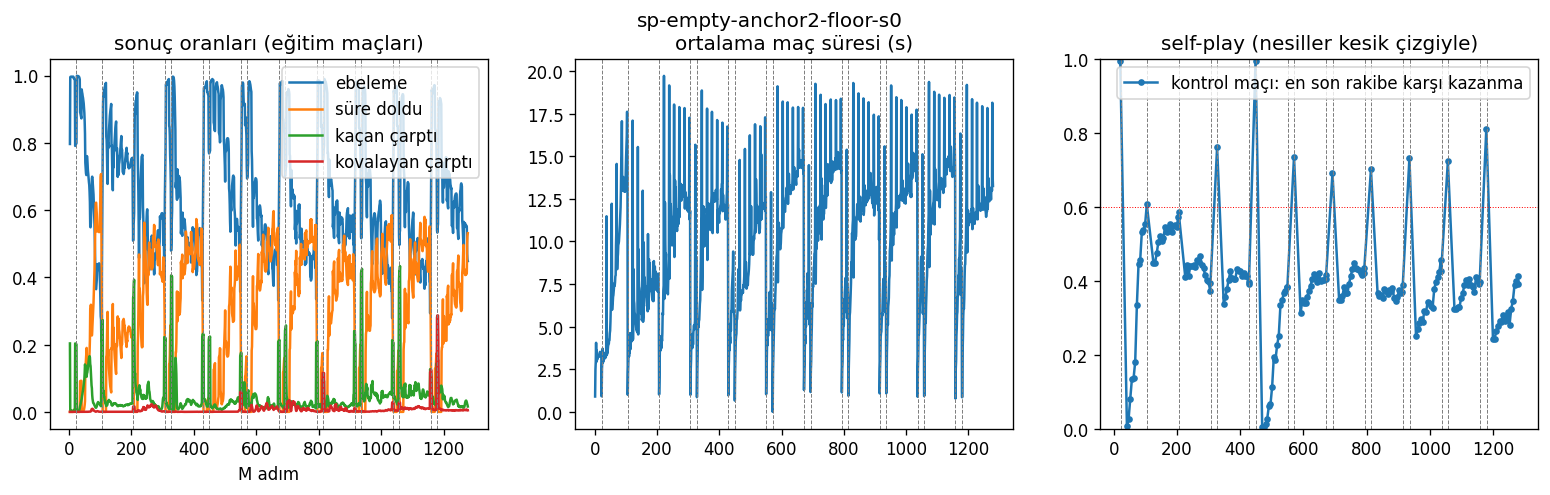 sp-empty-anchor2-floor-s0
sonuç oranları (eğitim maçları)
1.0
0.8
0.6
0.4
0.2
0.0
ebeleme
süre doldu
kaçan çarptı
kovalayan çarptı
0 200 400 600 800 1000 1200
M adım
ortalama maç süresi (s)
20.0
17.5
15.0
12.5
10.0
7.5
5.0
2.5
0.0
0 200 400 600 800 1000 1200
self-play (nesiller kesik çizgiyle)
1.0
0.8
0.6
0.4
0.2
0.0
kontrol maçı: en son rakibe karşı kazanma
0 200 400 600 800 1000 1200